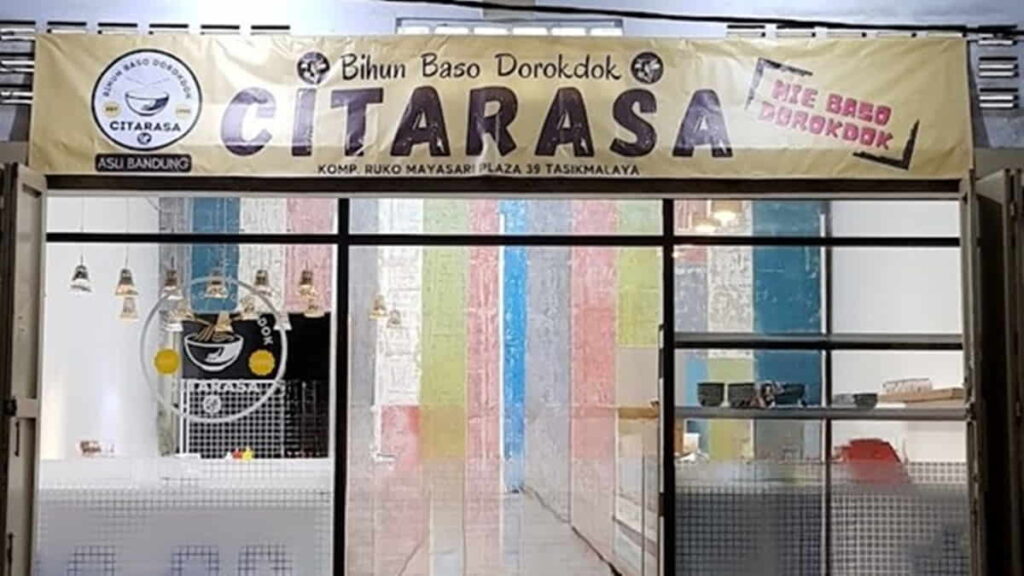 BIHUN BASO DOROKDOK
CITARASA
ASLI BANDUNG
Bihun Baso Dorokdok
CITARASA
KOMP. RUKO MAYASARI PLAZA 39 TASIKMALAYA
MIE BASO
DOROKDOK
DOK
CITARASA